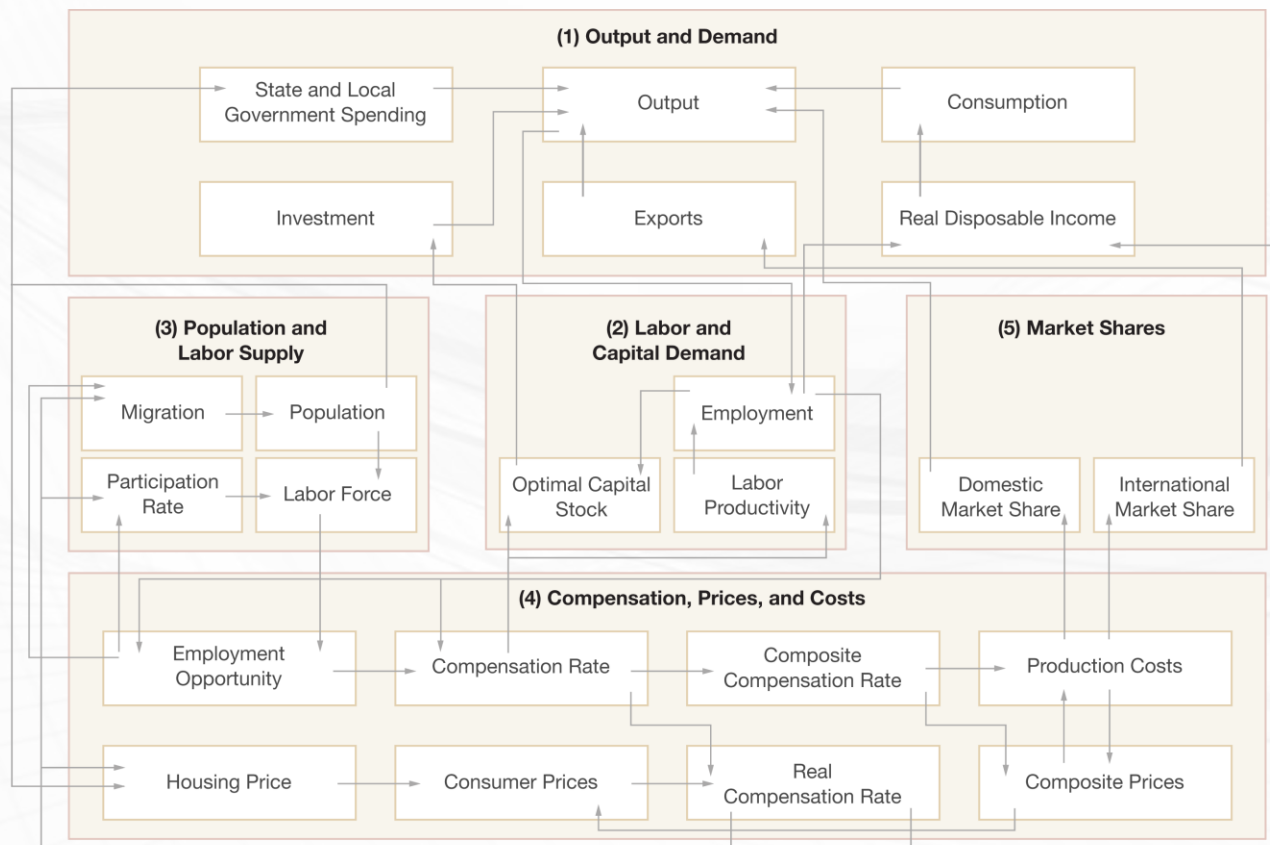 (1) Output and Demand
State and Local
Government Spending
Output
Consumption
Investment
Exports
Real Disposable Income
(3) Population and
Labor Supply
Migration
Population
Participation
Rate
Labor Force
(2) Labor and
Capital Demand
Employment
Optimal Capital
Stock
Labor
Productivity
(5) Market Shares
Domestic
Market Share
International
Market Share
(4) Compensation, Prices, and Costs
Employment
Opportunity
Compensation Rate
Composite
Compensation Rate
Production Costs
Housing Price
Consumer Prices
Real
Compensation Rate
Composite Prices